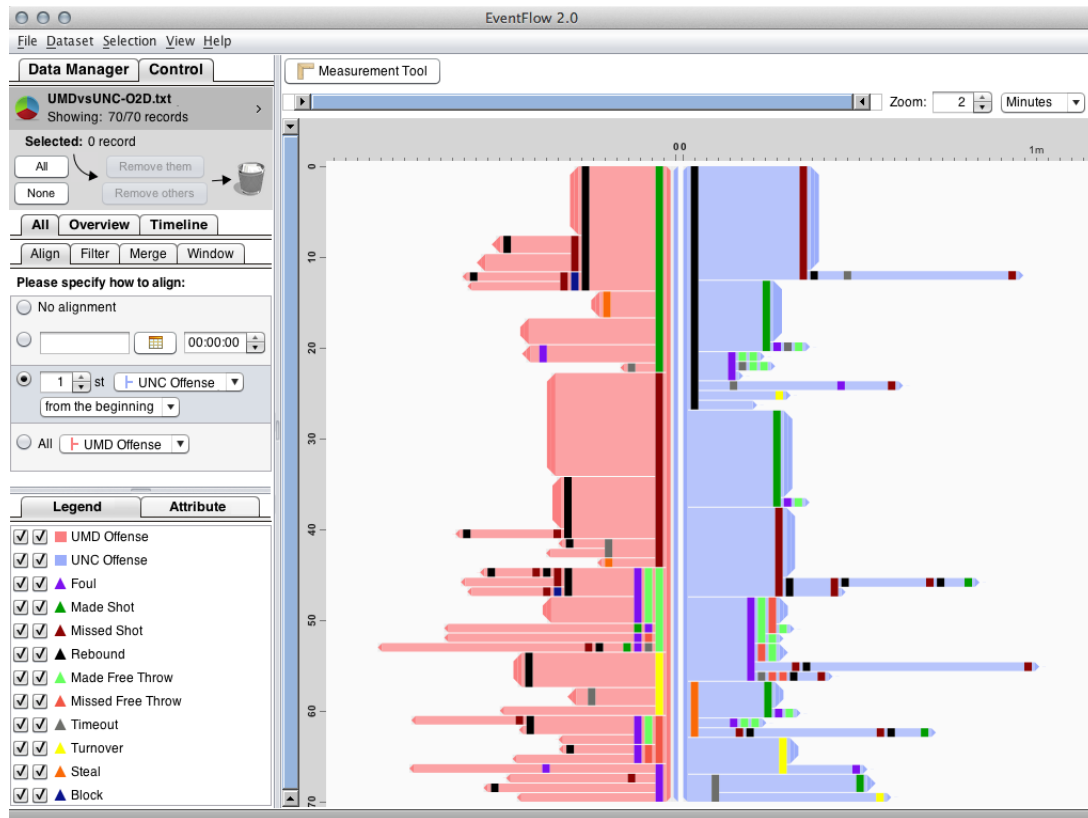 EventFlow 2.0
File Dataset Selection View Help
Data Manager Control
Measurement Tool
UMDvsUNC-O2D.txt
Showing: 70/70 records
Zoom: 2 Minutes
Selected: 0 record
All Remove them
None Remove others
All Overview Timeline
Align Filter Merge Window
Please specify how to align:
No alignment
00:00:00
1 st UNC Offense
from the beginning
All UMD Offense
Legend Attribute
UMD Offense
UNC Offense
Foul
Made Shot
Missed Shot
Rebound
Made Free Throw
Missed Free Throw
Timeout
Turnover
Steal
Block
0 0 1m
0
10
20
30
40
50
60
70